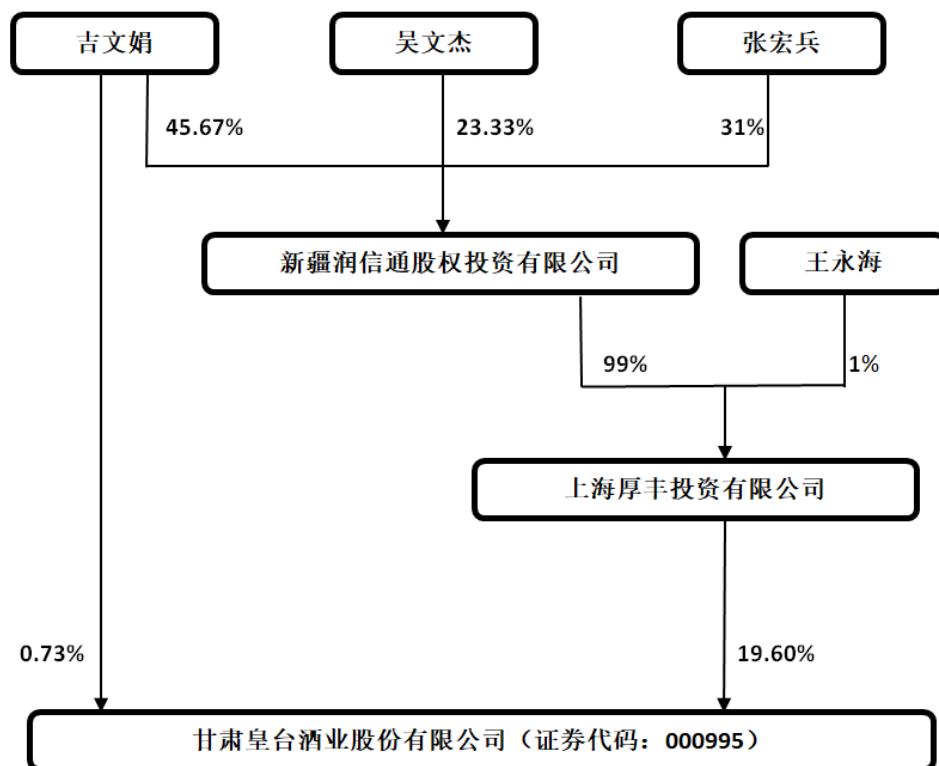 吉文娟
吴文杰
张宏兵
45.67%
23.33%
31%
新疆润信通股权投资有限公司
王永海
99%
1%
上海厚丰投资有限公司
0.73%
19.60%
甘肃皇台酒业股份有限公司（证券代码：000995）